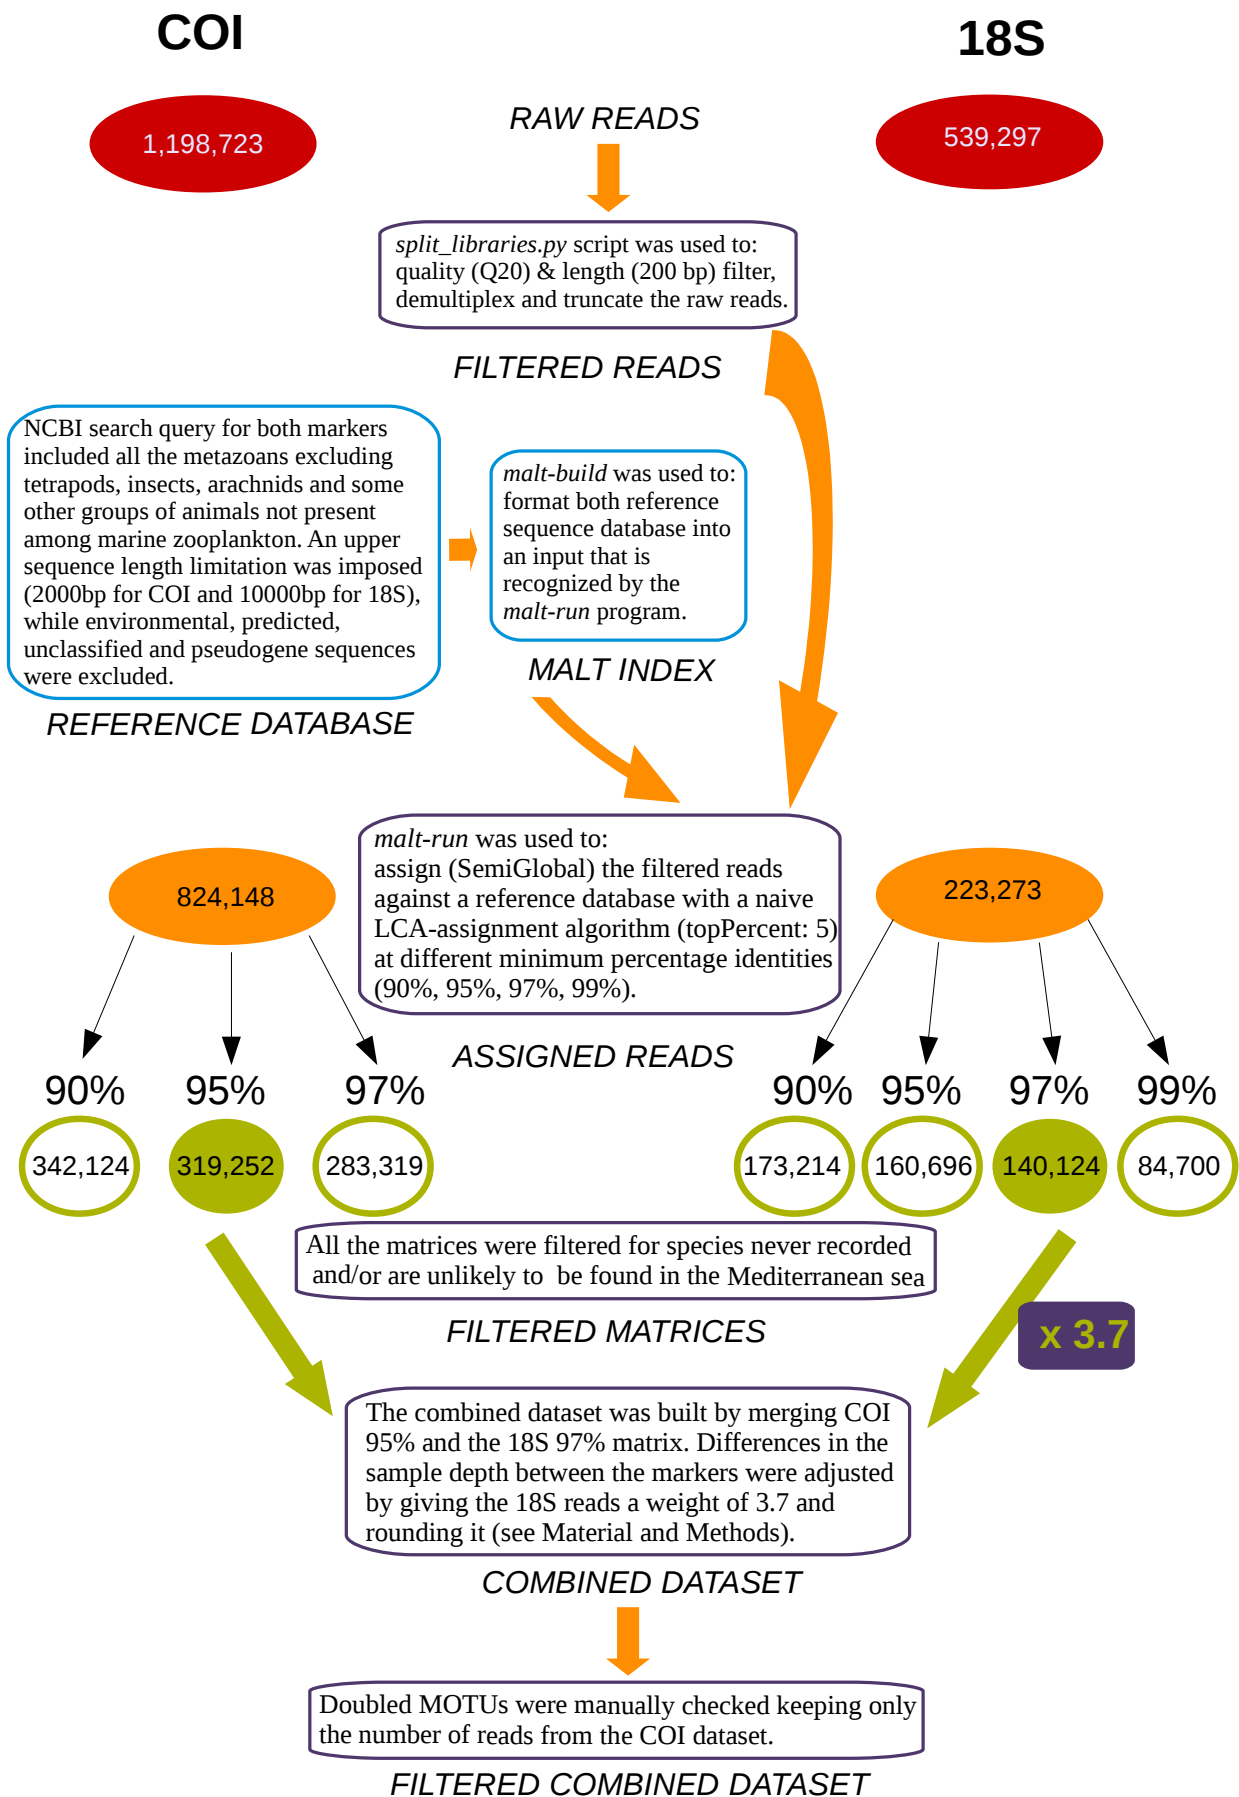 COI
18S
RAW READS
1,198,723
539,297
split_libraries.py script was used to:
quality (Q20) & length (200 bp) filter,
demultiplex and truncate the raw reads.
FILTERED READS
NCBI search query for both markers
included all the metazoans excluding
tetrapods, insects, arachnids and some
other groups of animals not present
among marine zooplankton. An upper
sequence length limitation was imposed
(2000bp for COI and 10000bp for 18S),
while environmental, predicted,
unclassified and pseudogene sequences
were excluded.
REFERENCE DATABASE
malt-build was used to:
format both reference
sequence database into
an input that is
recognized by the
malt-run program.
MALT INDEX
malt-run was used to:
assign (SemiGlobal) the filtered reads
against a reference database with a naive
LCA-assignment algorithm (topPercent: 5)
at different minimum percentage identities
(90%, 95%, 97%, 99%).
824,148
223,273
ASSIGNED READS
90% 95% 97%
342,124 319,252 283,319
90% 95% 97% 99%
173,214 160,696 140,124 84,700
All the matrices were filtered for species never recorded
and/or are unlikely to be found in the Mediterranean sea
FILTERED MATRICES
x 3.7
The combined dataset was built by merging COI
95% and the 18S 97% matrix. Differences in the
sample depth between the markers were adjusted
by giving the 18S reads a weight of 3.7 and
rounding it (see Material and Methods).
COMBINED DATASET
Doubled MOTUs were manually checked keeping only
the number of reads from the COI dataset.
FILTERED COMBINED DATASET